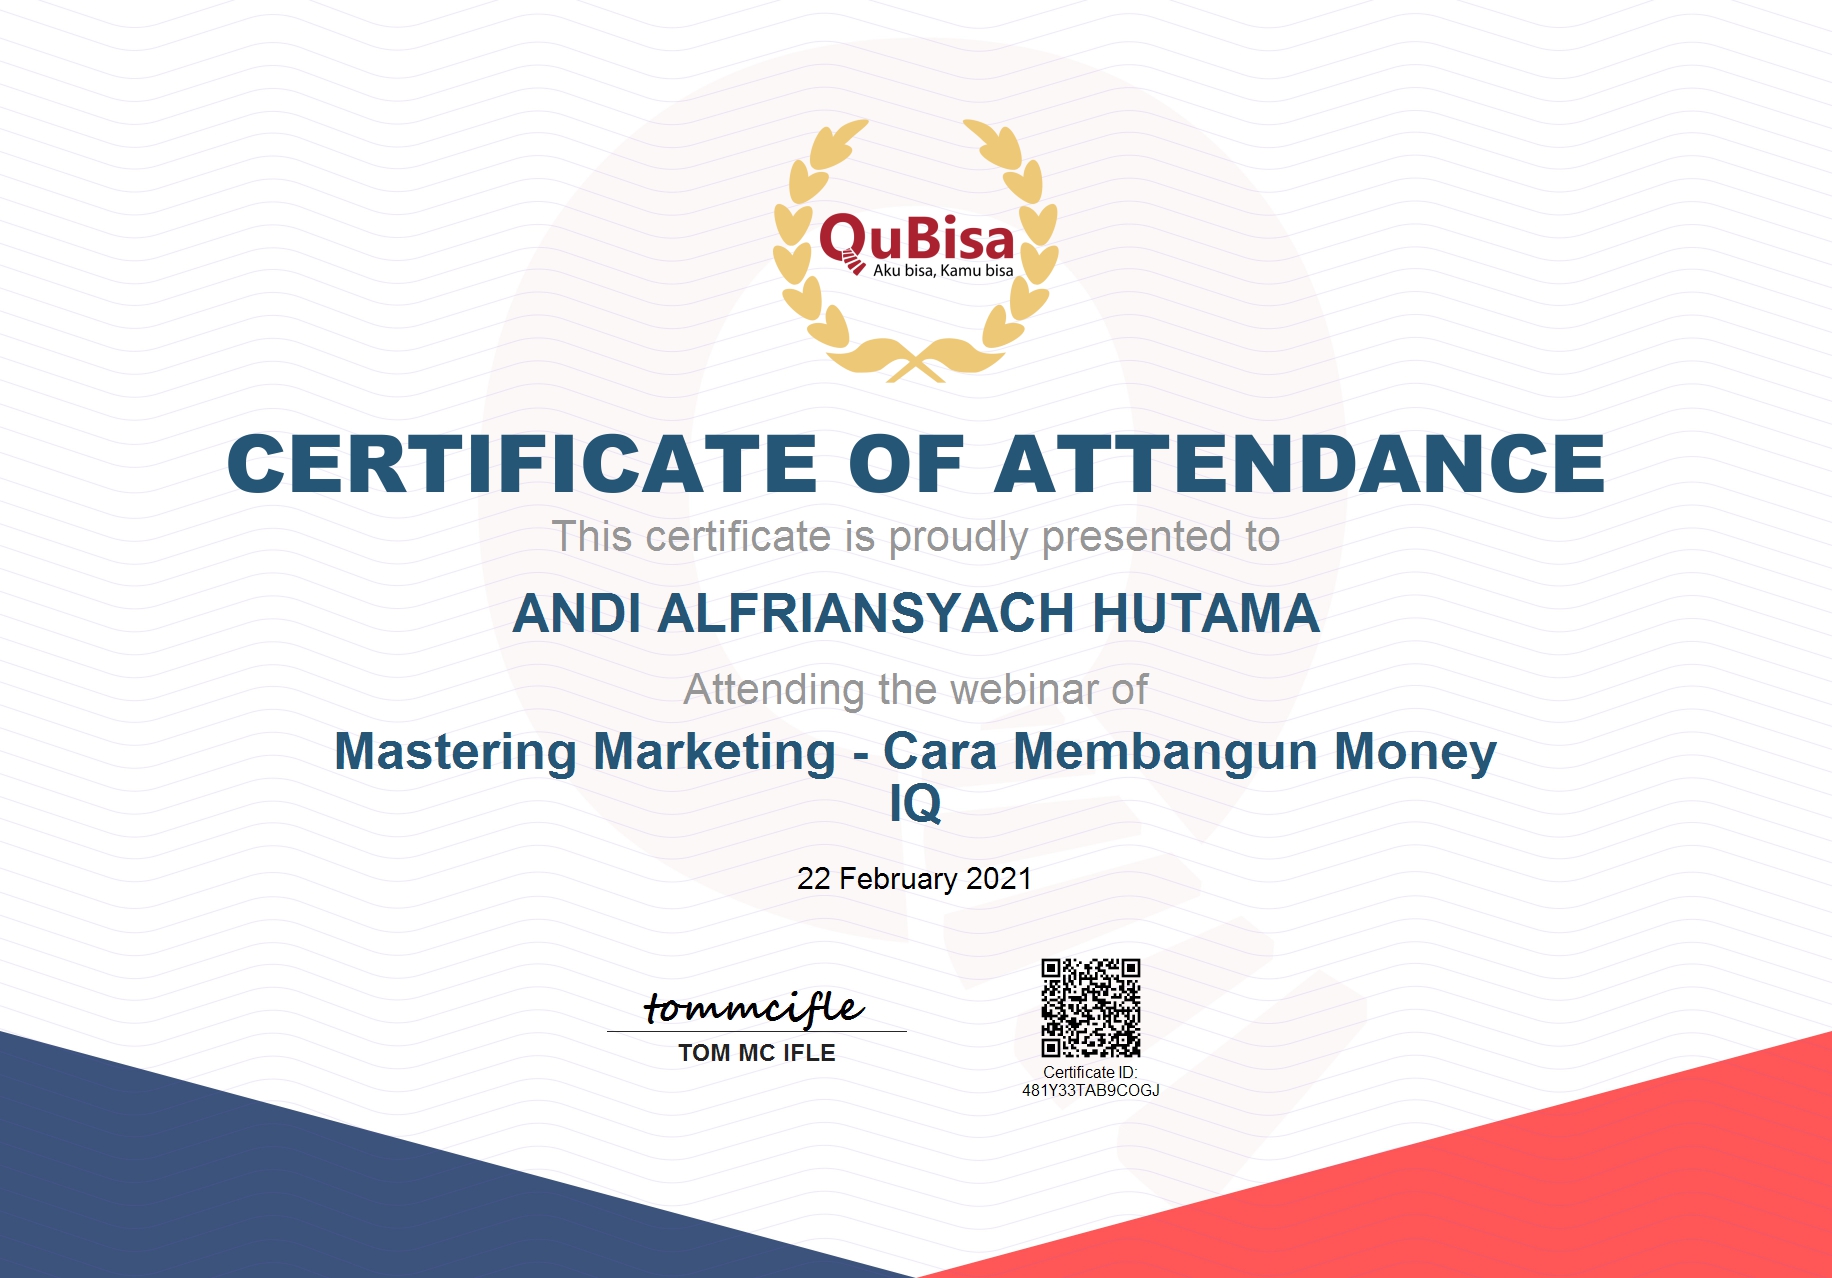 QuBisa
Aku bisa, Kamu bisa
CERTIFICATE OF ATTENDANCE
This certificate is proudly presented to
ANDI ALFRIANSYACH HUTAMA
Attending the webinar of
Mastering Marketing - Cara Membangun Money
IQ
22 February 2021
tommcifle
TOM MC IFLE
Certificate ID:
481Y33TAB9COGJ